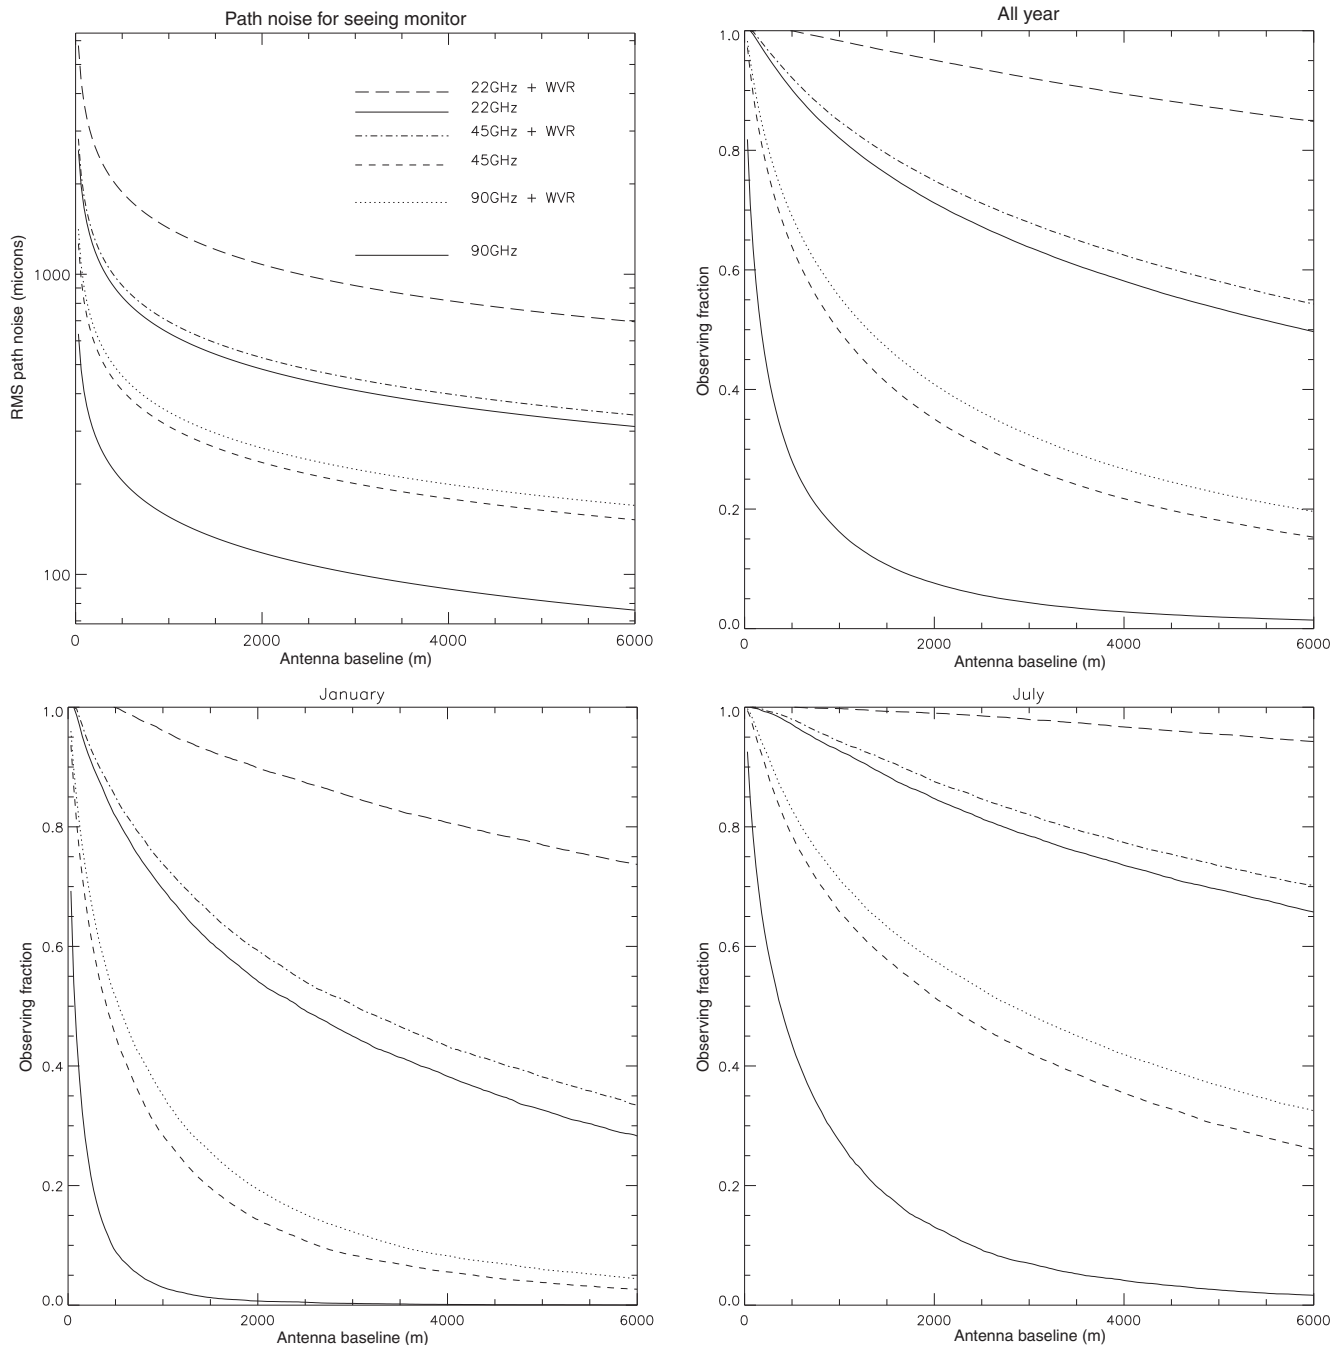 Path noise for seeing monitor
22GHz + WVR
22GHz
45GHz + WVR
45GHz
90GHz + WVR
90GHz
1000
100
RMS path noise (microns)
0
2000
4000
6000
Antenna baseline (m)
All year
1.0
0.8
0.6
0.4
0.2
0.0
Observing fraction
0
2000
4000
6000
Antenna baseline (m)
January
1.0
0.8
0.6
0.4
0.2
0.0
Observing fraction
0
2000
4000
6000
Antenna baseline (m)
July
1.0
0.8
0.6
0.4
0.2
0.0
Observing fraction
0
2000
4000
6000
Antenna baseline (m)